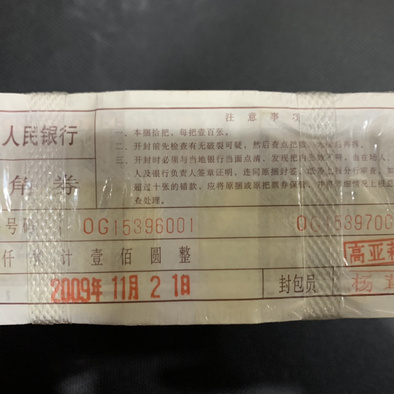 人民银行
角券
号码
OG15396001
OG153970
计壹佰圆整
2009年11月21日
注意事项
一、本捆拾把，每把壹百张。
二、开封前先检查有无破裂可疑，然后查点把数，
三、开封时必须与当地银行当面点清，发现把内
人及银行负责人签章证明，连同原捆封签
过十张的错款，应将原捆或原把票券保
查处理。
封包员
高亚
杨